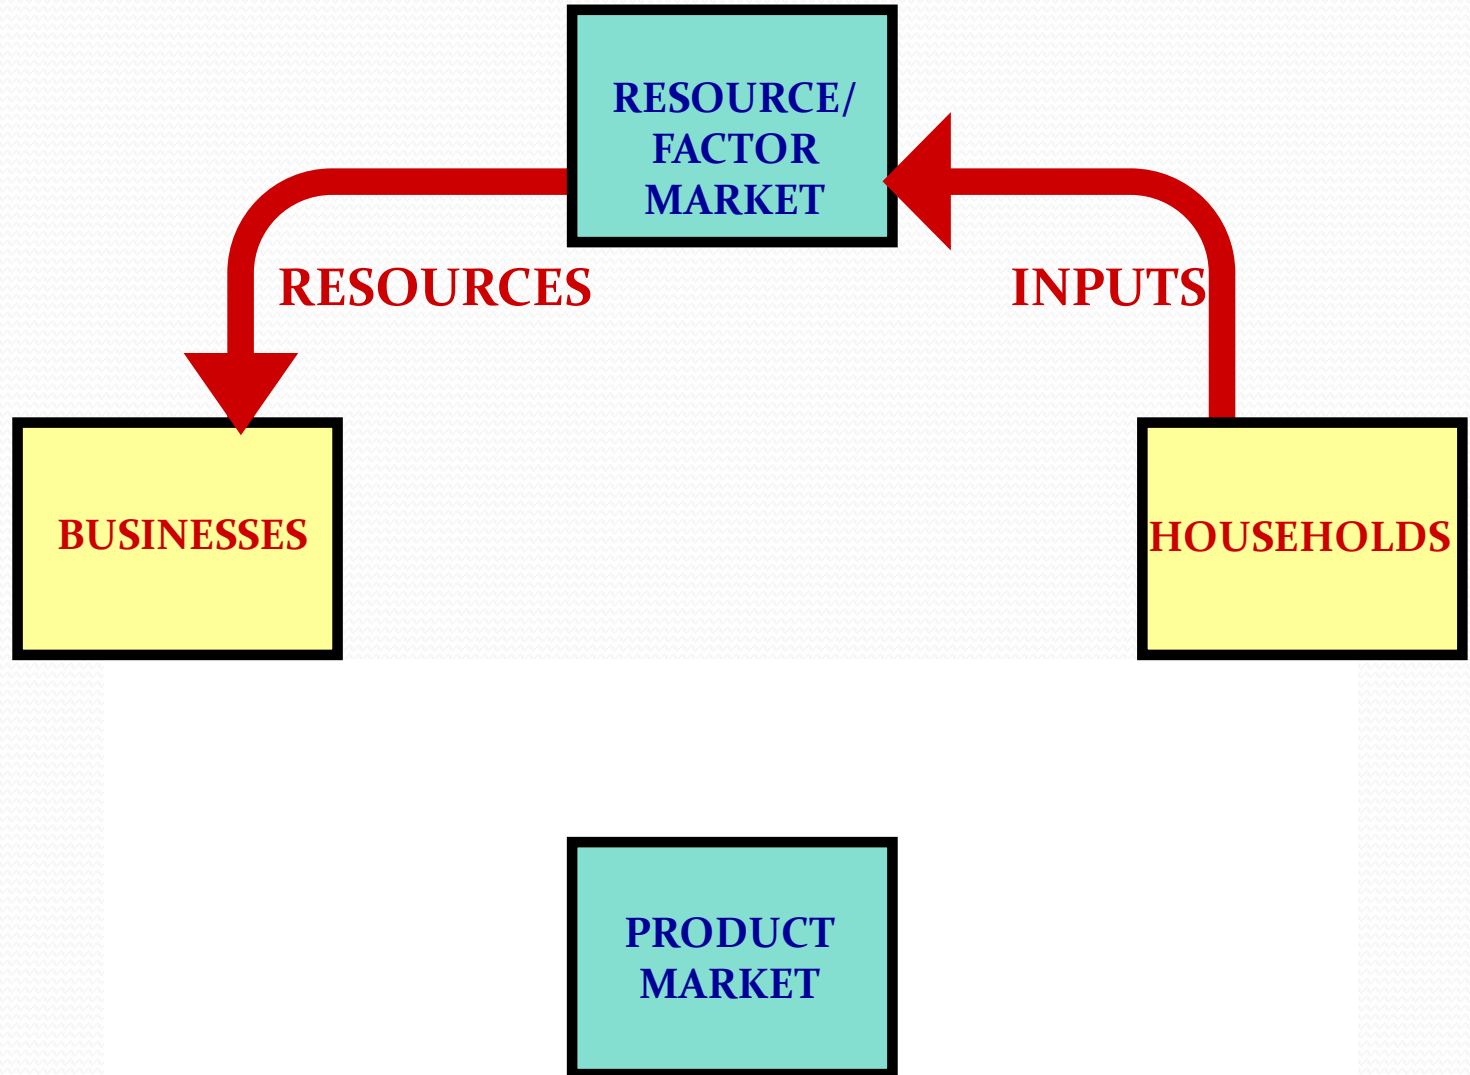 RESOURCE/
FACTOR
MARKET
RESOURCES
INPUTS
BUSINESSES
HOUSEHOLDS
PRODUCT
MARKET